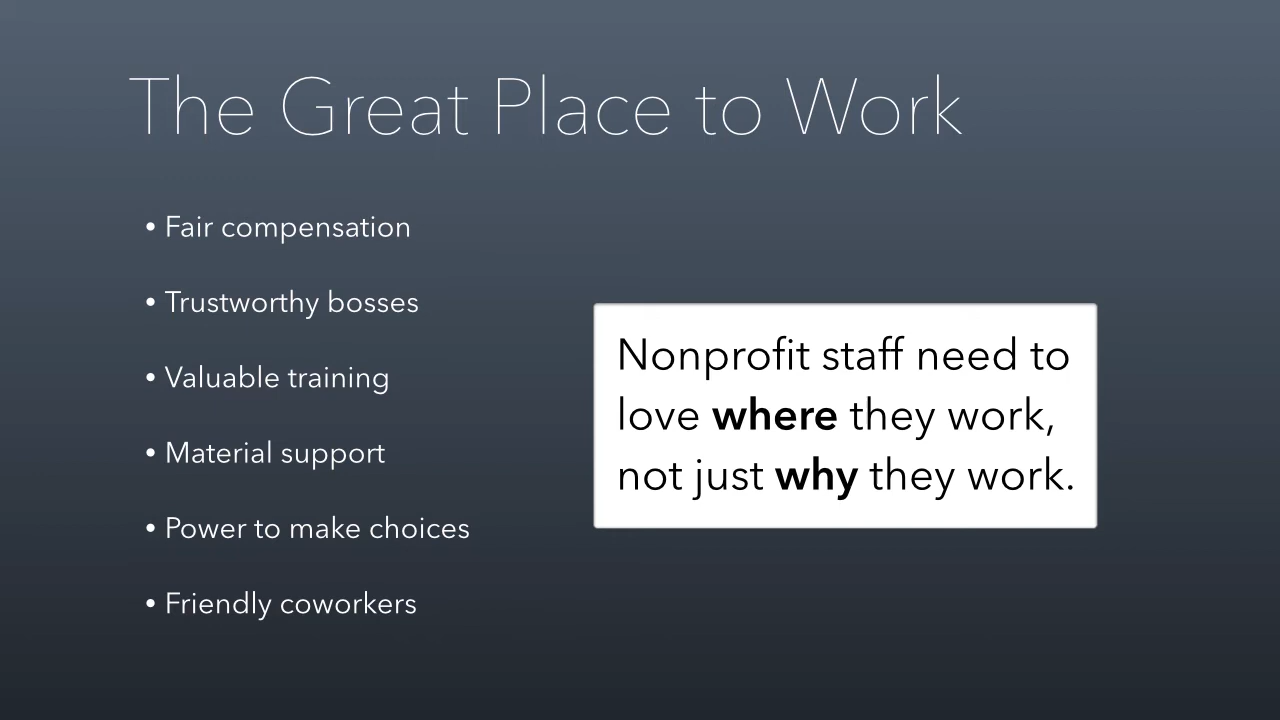 The Great Place to Work
• Fair compensation
• Trustworthy bosses
• Valuable training
• Material support
• Power to make choices
• Friendly coworkers
Nonprofit staff need to
love where they work,
not just why they work.